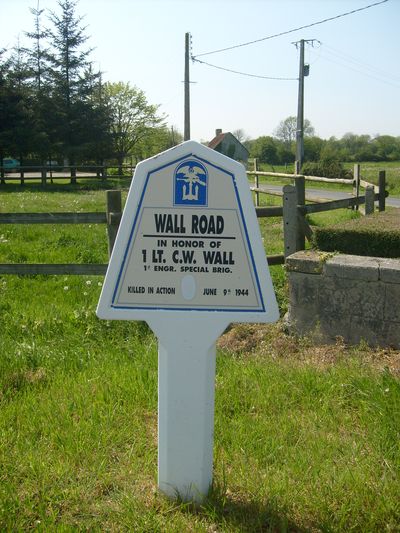 WALL ROAD
IN HONOR OF
1 LT. C.W. WALL
1st ENGR. SPECIAL BRIG.
KILLED IN ACTION JUNE 9th 1944